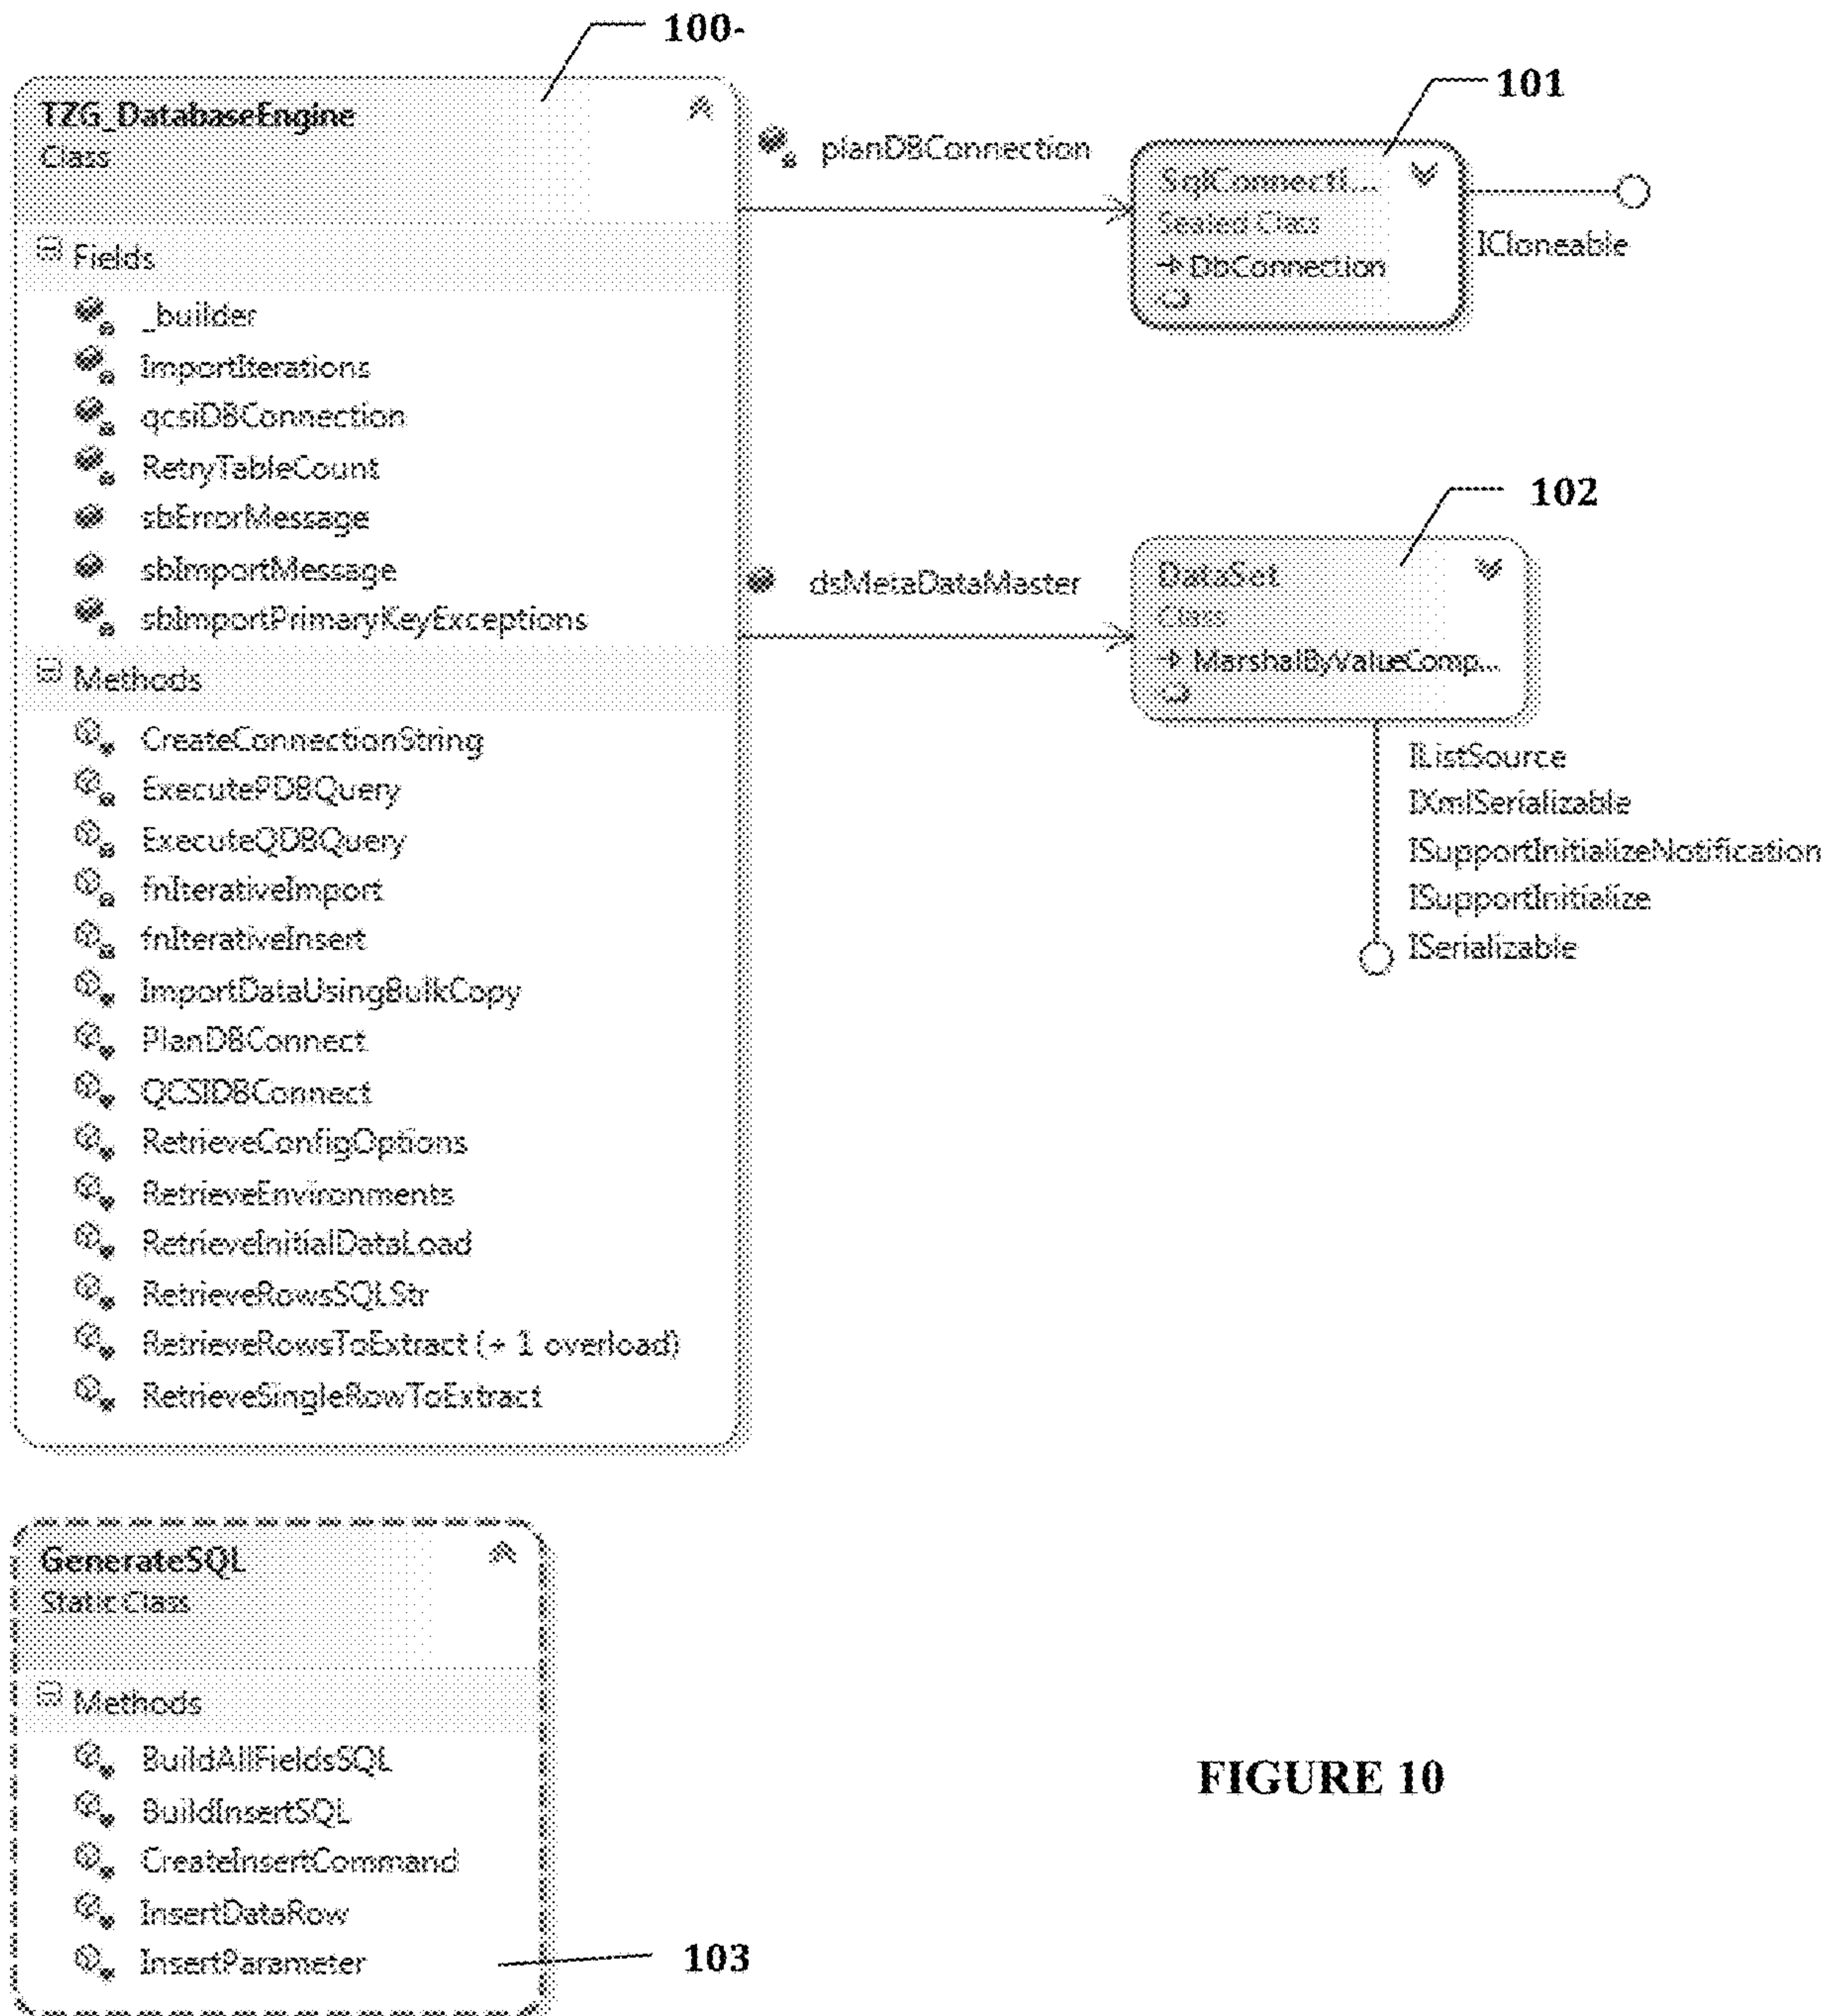 100-
TZG_DatabaseEngine
Class
Fields
_builder
ImportIterations
qcsiDBConnection
RetryTableCount
sbErrorMessage
sbImportMessage
sbImportPrimaryKeyExceptions
Methods
CreateConnectionString
ExecutePDBQuery
ExecuteQDBQuery
fnIterativeImport
fnIterativeInsert
ImportDataUsingBulkCopy
PlanDBConnect
QCSIDBConnect
RetrieveConfigOptions
RetrieveEnvironments
RetrieveInitialDataLoad
RetrieveRowsSQLStr
RetrieveRowsToExtract (+ 1 overload)
RetrieveSingleRowToExtract
planDBConnection
101
SqlConnecti...
Sealed Class
DbConnection
ICloneable
dsMetaDataMaster
102
DataSet
Class
MarshalByValueComp...
IListSource
IXmlSerializable
ISupportInitializeNotification
ISupportInitialize
ISerializable
GenerateSQL
Static Class
Methods
BuildAllFieldsSQL
BuildInsertSQL
CreateInsertCommand
InsertDataRow
InsertParameter
103
FIGURE 10